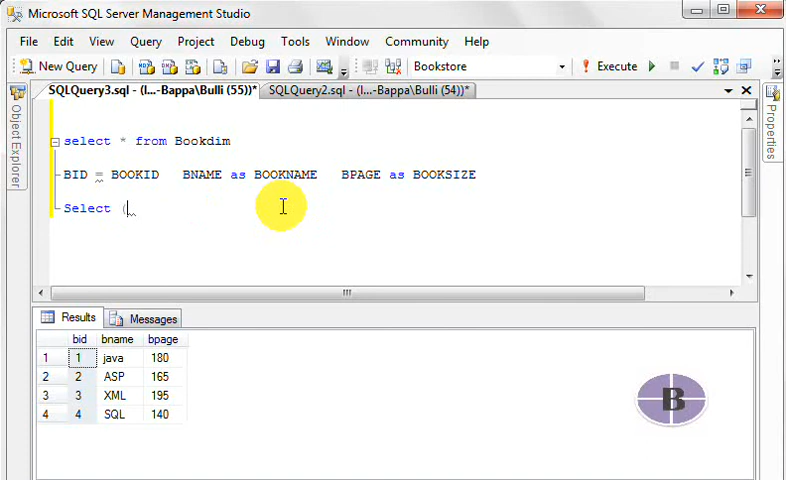 Microsoft SQL Server Management Studio
File Edit View Query Project Debug Tools Window Community Help
New Query Bookstore Execute
SQLQuery3.sql - (l...-Bappa\Bulli (55))* SQLQuery2.sql - (l...-Bappa\Bulli (54))*
Object Explorer
Properties
select * from Bookdim
BID = BOOKID BNAME as BOOKNAME BPAGE as BOOKSIZE
Select (
Results Messages
bid bname bpage
1 1 java 180
2 2 ASP 165
3 3 XML 195
4 4 SQL 140
B